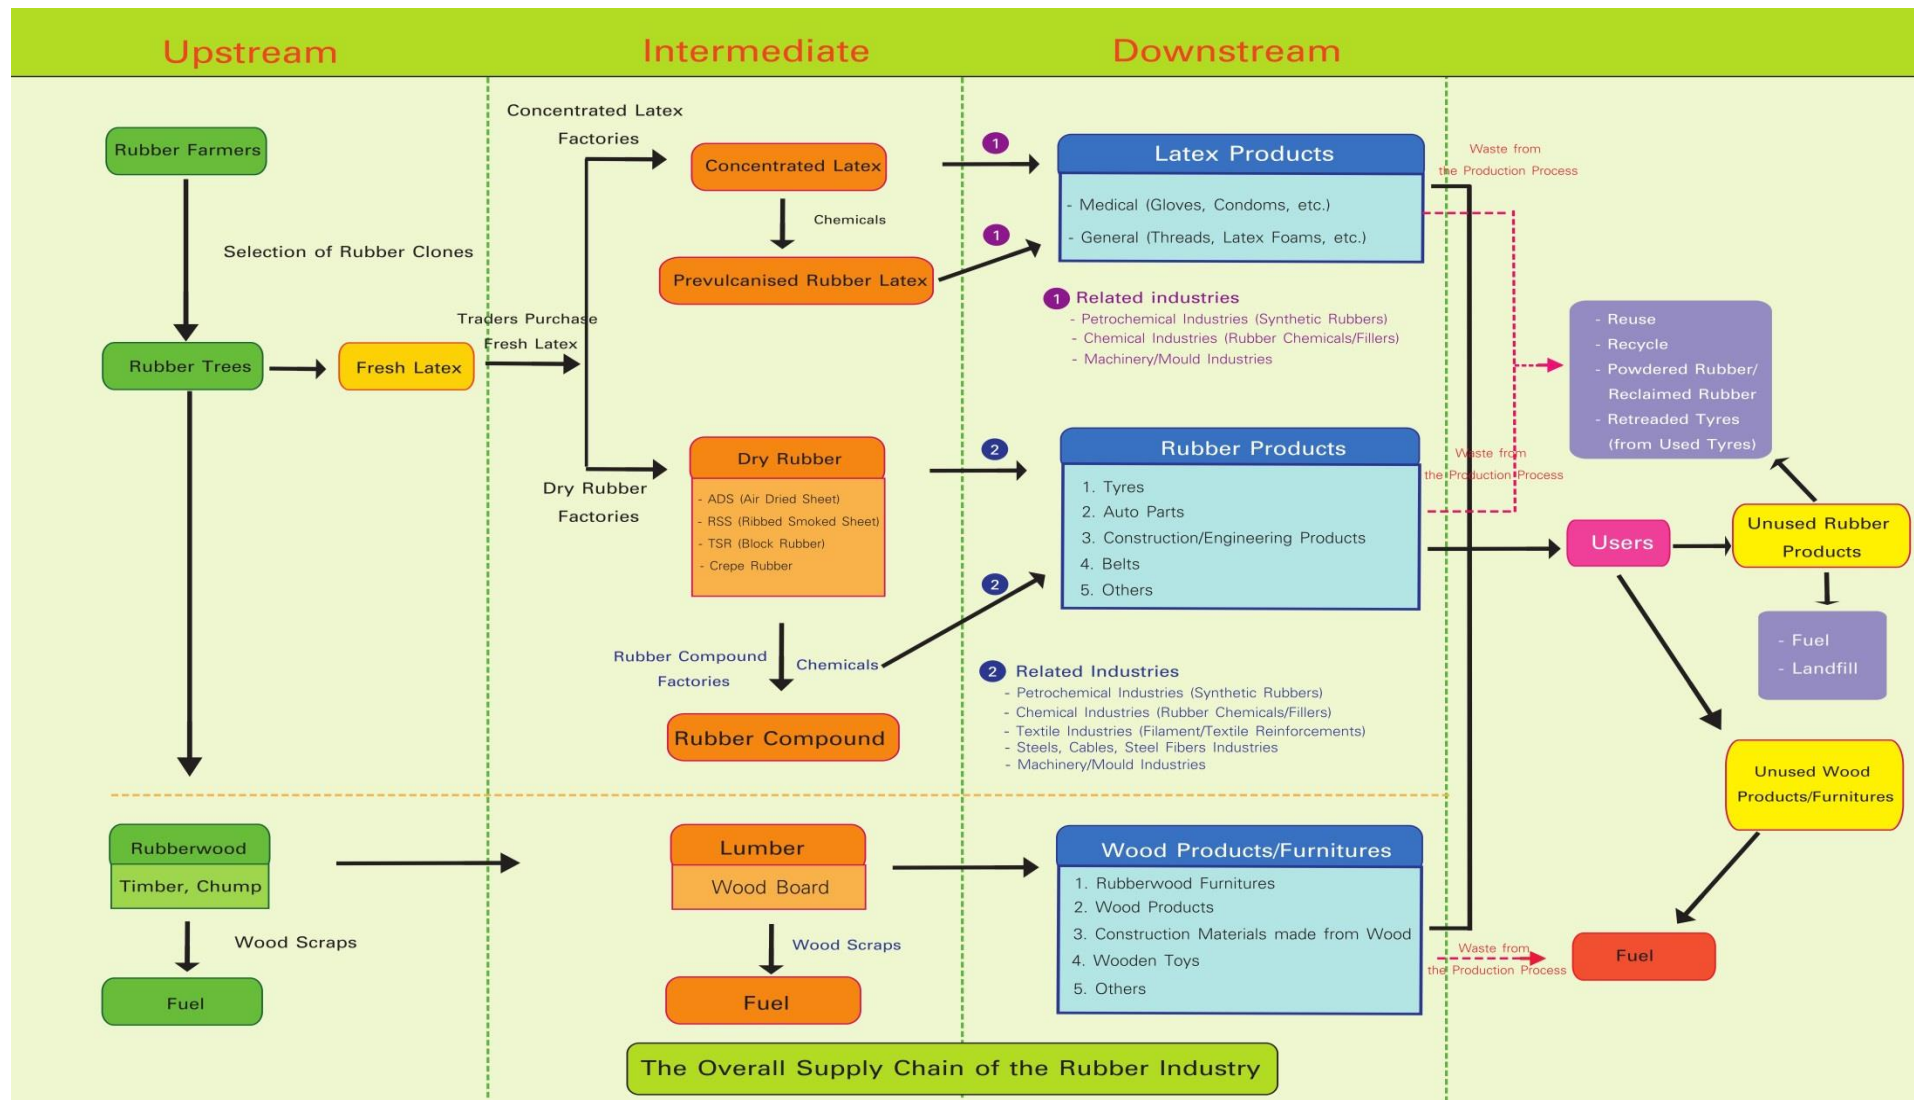 Upstream
Intermediate
Downstream
Rubber Farmers
Selection of Rubber Clones
Rubber Trees
Fresh Latex
Traders Purchase
Fresh Latex
Rubberwood
Timber, Chump
Wood Scraps
Fuel
Concentrated Latex
Factories
Concentrated Latex
Chemicals
Prevulcanised Rubber Latex
Dry Rubber
Factories
Dry Rubber
- ADS (Air Dried Sheet)
- RSS (Ribbed Smoked Sheet)
- TSR (Block Rubber)
- Crepe Rubber
Rubber Compound
Factories
Chemicals
Rubber Compound
Lumber
Wood Board
Wood Scraps
Fuel
1
1
Latex Products
- Medical (Gloves, Condoms, etc.)
- General (Threads, Latex Foams, etc.)
1 Related industries
- Petrochemical Industries (Synthetic Rubbers)
- Chemical Industries (Rubber Chemicals/Fillers)
- Machinery/Mould Industries
2
2
Rubber Products
1. Tyres
2. Auto Parts
3. Construction/Engineering Products
4. Belts
5. Others
2 Related Industries
- Petrochemical Industries (Synthetic Rubbers)
- Chemical Industries (Rubber Chemicals/Fillers)
- Textile Industries (Filament/Textile Reinforcements)
- Steels, Cables, Steel Fibers Industries
- Machinery/Mould Industries
Wood Products/Furnitures
1. Rubberwood Furnitures
2. Wood Products
3. Construction Materials made from Wood
4. Wooden Toys
5. Others
Waste from
the Production Process
Waste from
the Production Process
Waste from
the Production Process
- Reuse
- Recycle
- Powdered Rubber/
Reclaimed Rubber
- Retreaded Tyres
(from Used Tyres)
Users
Unused Rubber
Products
- Fuel
- Landfill
Unused Wood
Products/Furnitures
Fuel
The Overall Supply Chain of the Rubber Industry